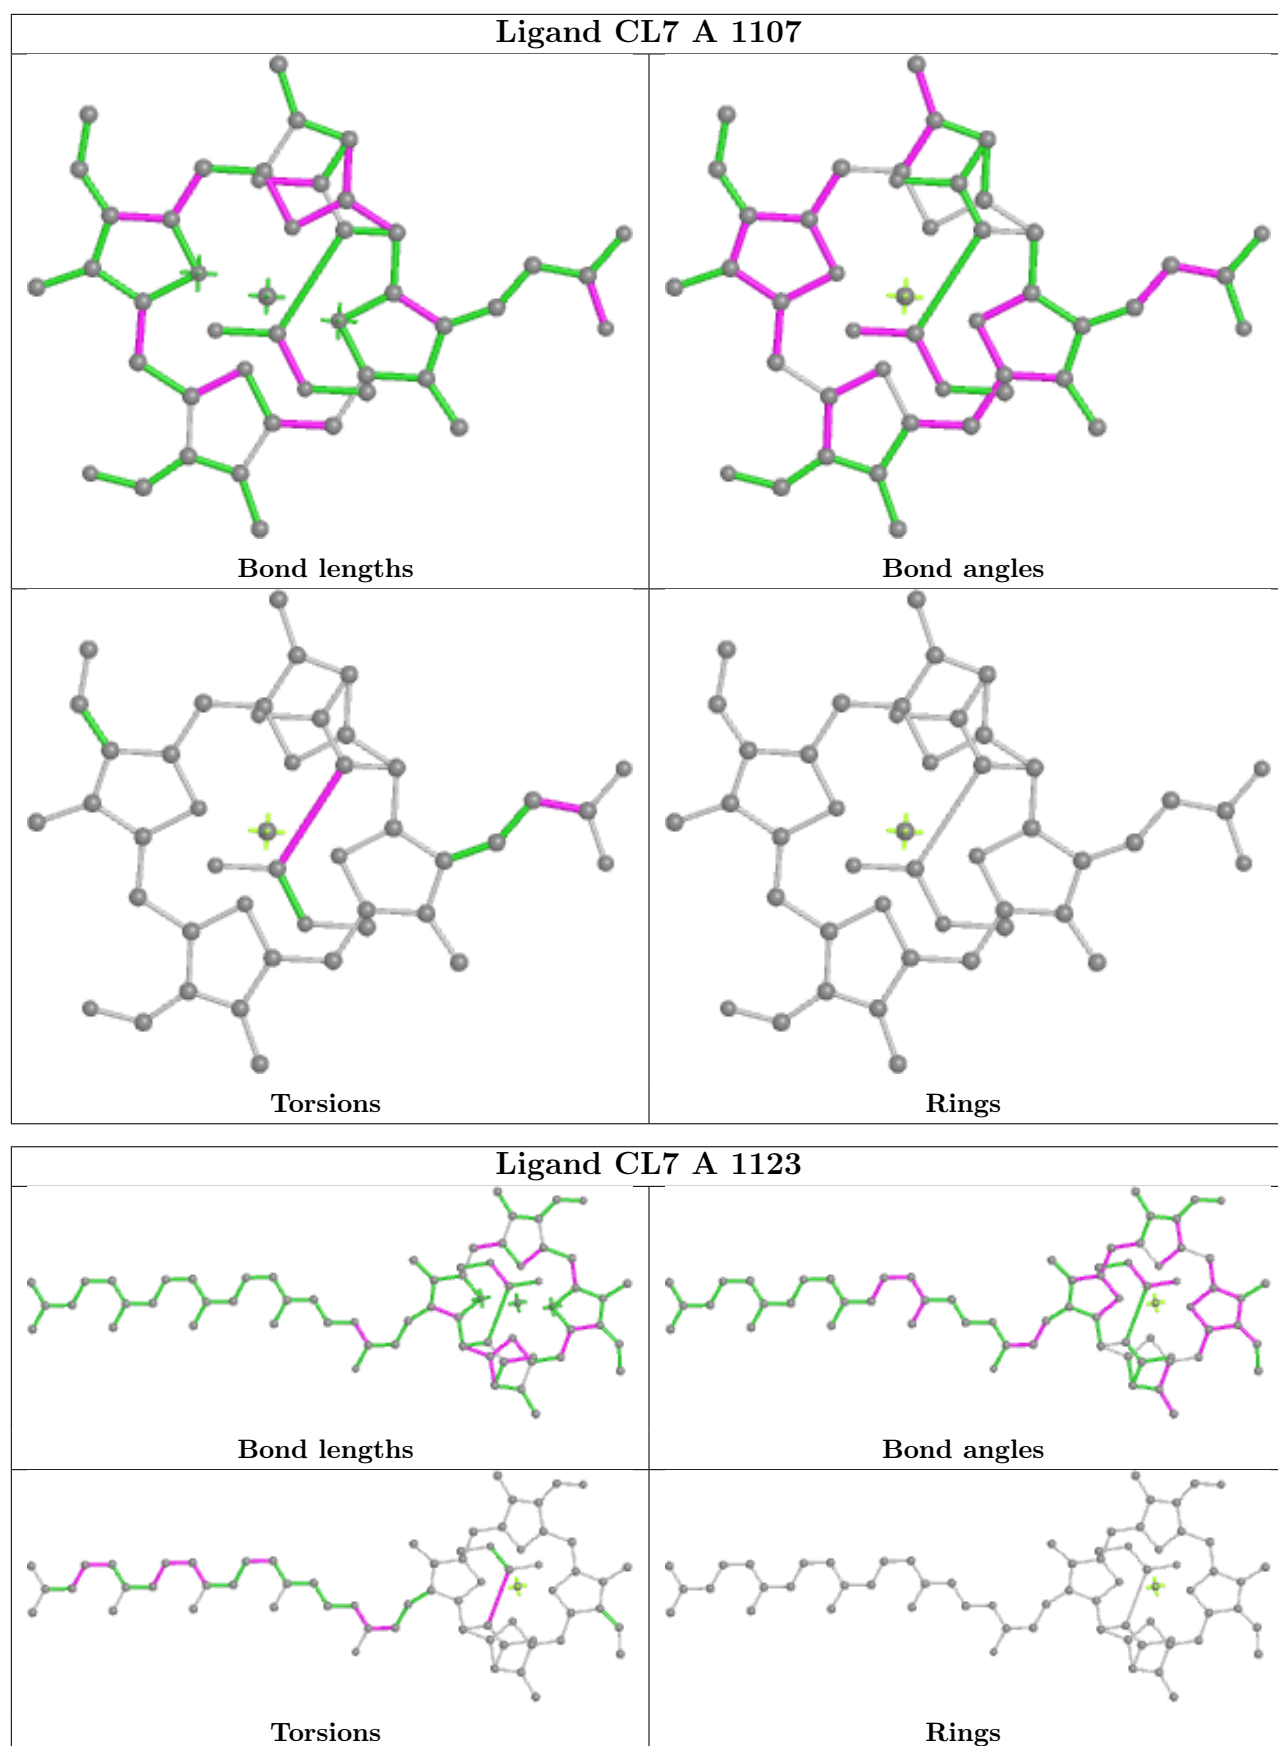 Ligand CL7 A 1107
Bond lengths
Bond angles
Torsions
Rings
Ligand CL7 A 1123
Bond lengths
Bond angles
Torsions
Rings